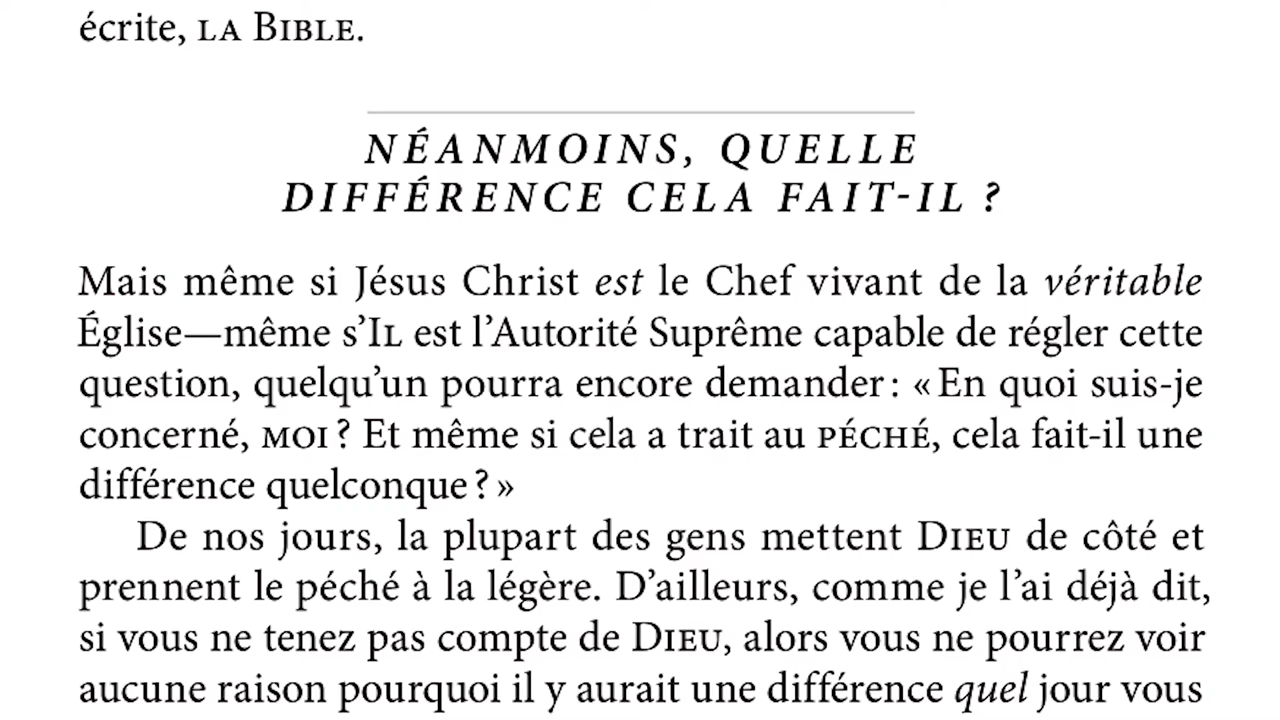 écrite, LA BIBLE.
NÉANMOINS, QUELLE
DIFFÉRENCE CELA FAIT-IL ?
Mais même si Jésus Christ est le Chef vivant de la véritable
Église—même s’IL est l’Autorité Suprême capable de régler cette
question, quelqu’un pourra encore demander : « En quoi suis-je
concerné, MOI ? Et même si cela a trait au PÉCHÉ, cela fait-il une
différence quelconque ? »
De nos jours, la plupart des gens mettent DIEU de côté et
prennent le péché à la légère. D’ailleurs, comme je l’ai déjà dit,
si vous ne tenez pas compte de DIEU, alors vous ne pourrez voir
aucune raison pourquoi il y aurait une différence quel jour vous